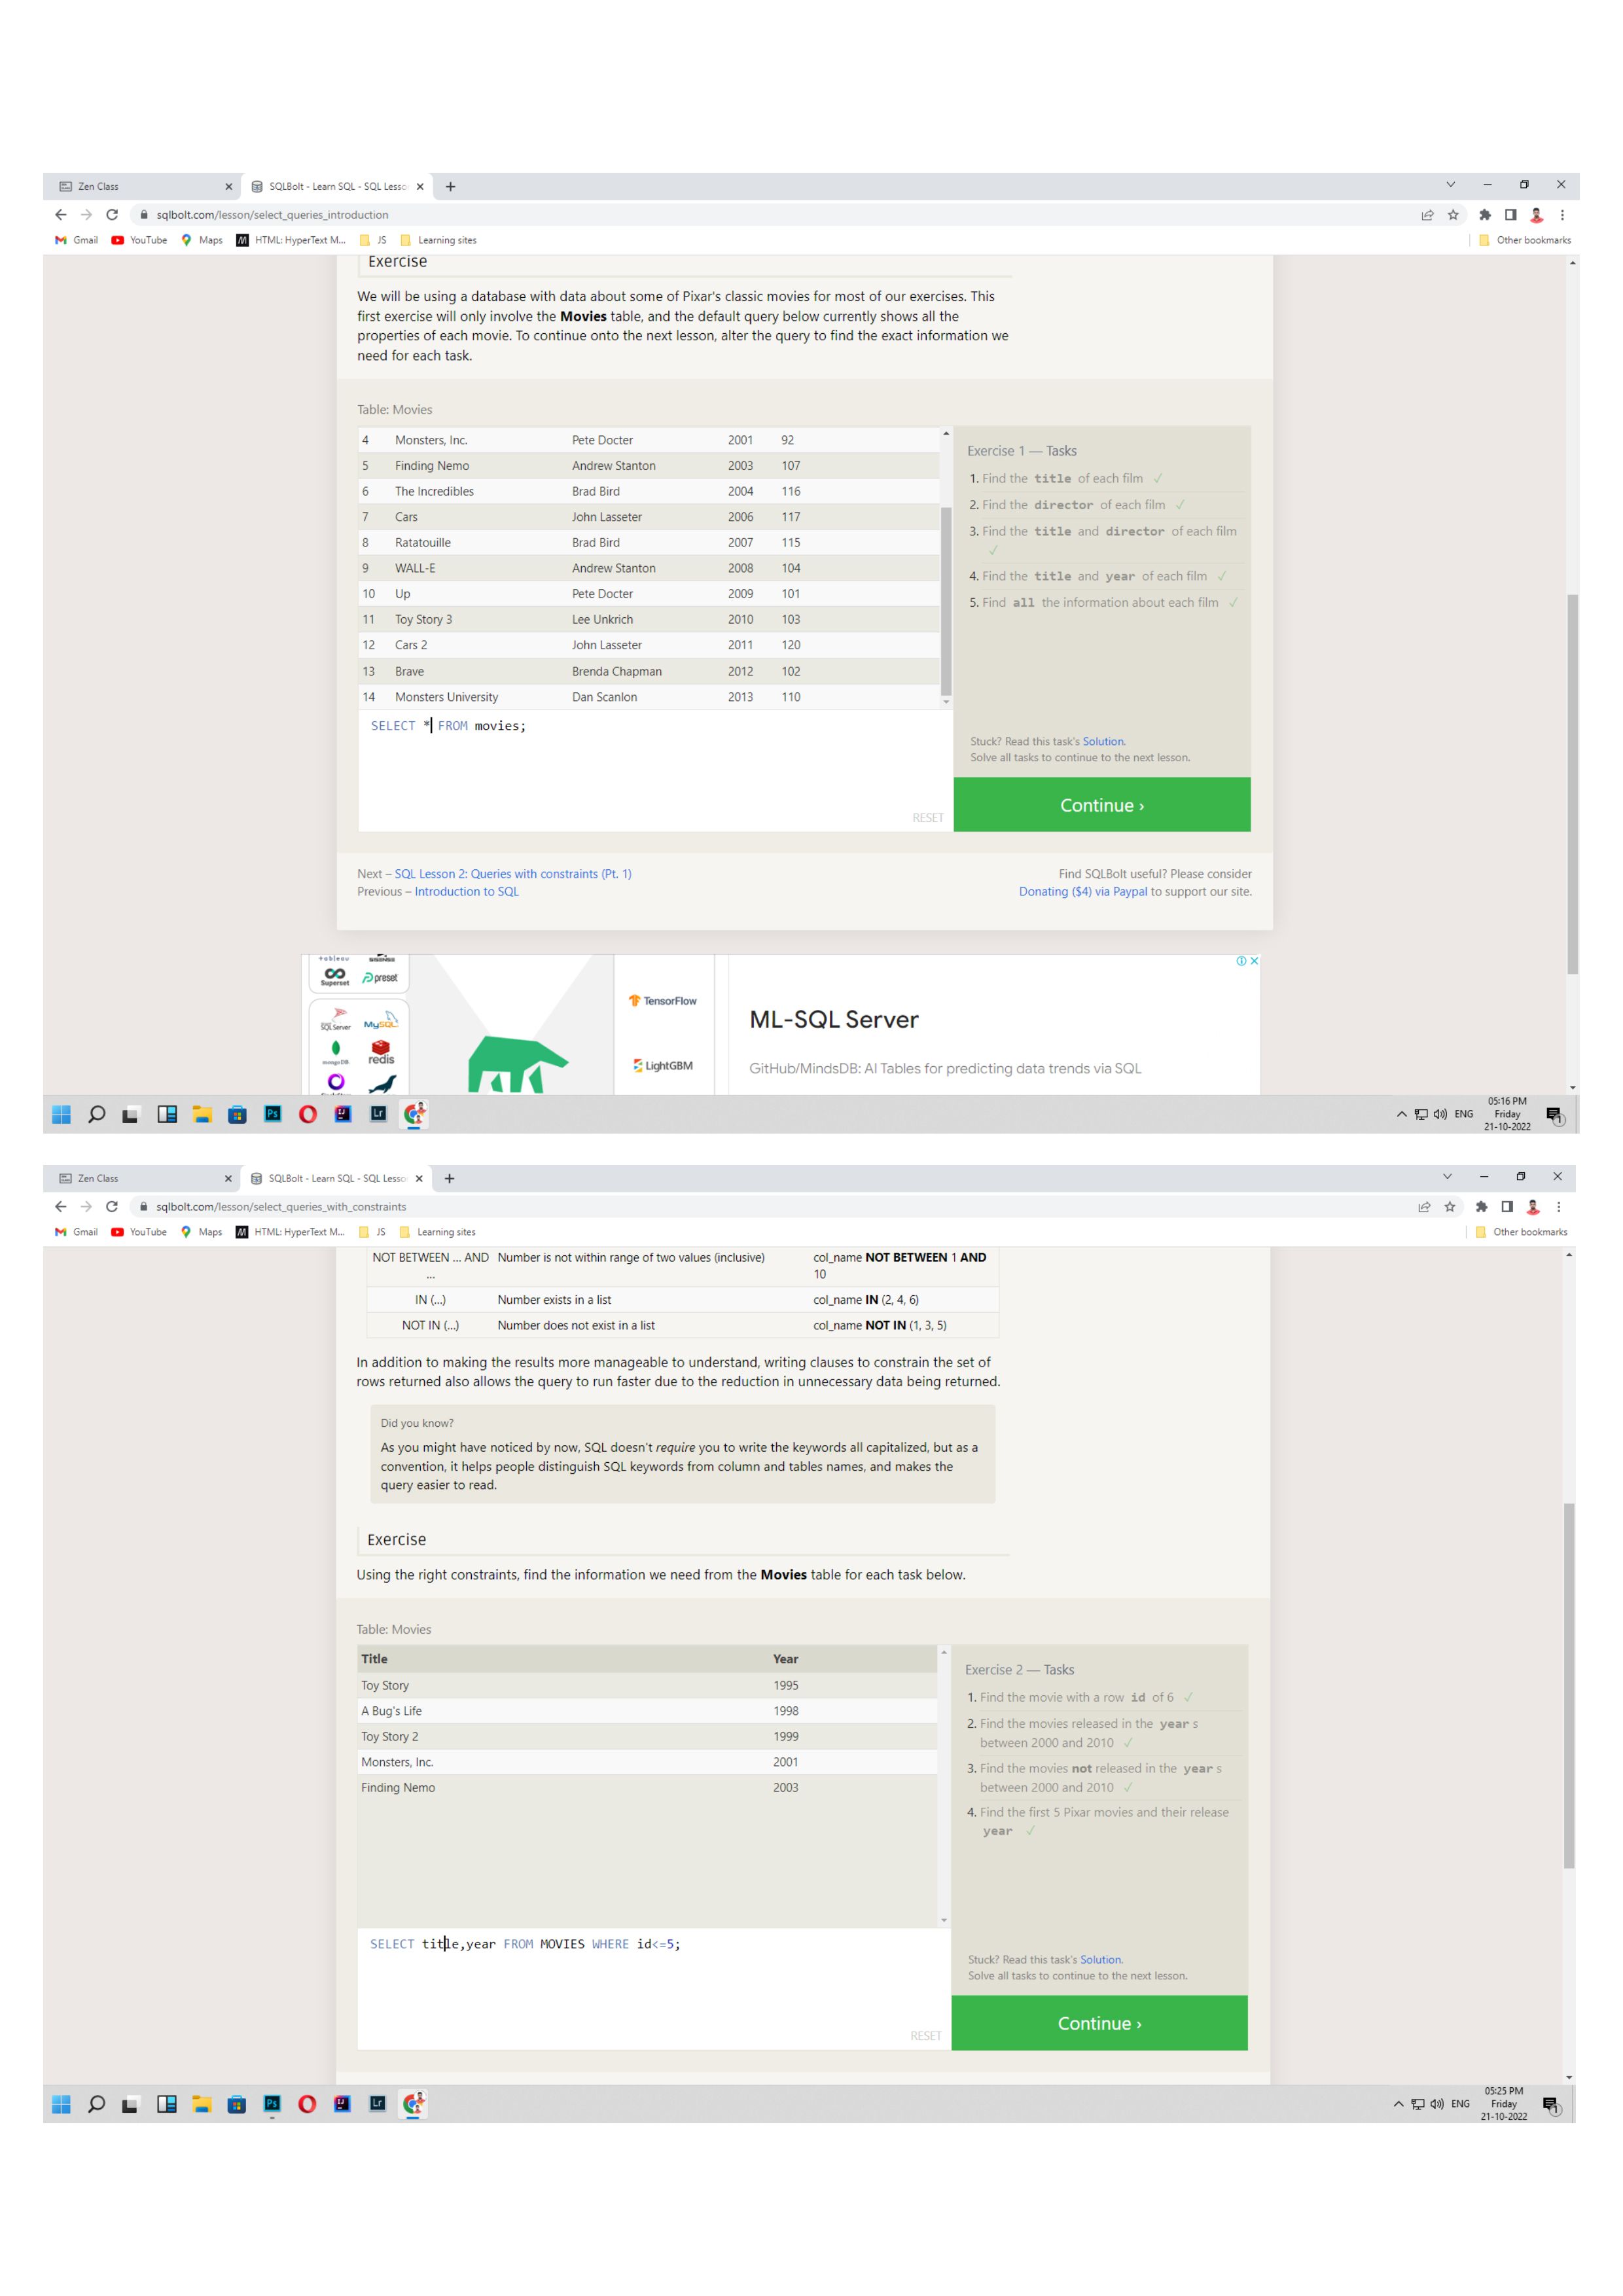 Zen Class
SQLBolt - Learn SQL - SQL Lesso
sqlbolt.com/lesson/select_queries_introduction
Gmail YouTube Maps HTML: HyperText M... JS Learning sites Other bookmarks
Exercise
We will be using a database with data about some of Pixar's classic movies for most of our exercises. This
first exercise will only involve the Movies table, and the default query below currently shows all the
properties of each movie. To continue onto the next lesson, alter the query to find the exact information we
need for each task.
Table: Movies
4 Monsters, Inc. Pete Docter 2001 92
5 Finding Nemo Andrew Stanton 2003 107
6 The Incredibles Brad Bird 2004 116
7 Cars John Lasseter 2006 117
8 Ratatouille Brad Bird 2007 115
9 WALL-E Andrew Stanton 2008 104
10 Up Pete Docter 2009 101
11 Toy Story 3 Lee Unkrich 2010 103
12 Cars 2 John Lasseter 2011 120
13 Brave Brenda Chapman 2012 102
14 Monsters University Dan Scanlon 2013 110
SELECT * FROM movies;
RESET
Exercise 1 — Tasks
1. Find the title of each film ✓
2. Find the director of each film ✓
3. Find the title and director of each film
✓
4. Find the title and year of each film ✓
5. Find all the information about each film ✓
Stuck? Read this task's Solution.
Solve all tasks to continue to the next lesson.
Continue ›
Next – SQL Lesson 2: Queries with constraints (Pt. 1)
Previous – Introduction to SQL
Find SQLBolt useful? Please consider
Donating ($4) via Paypal to support our site.
tableau
Superset preset
SQL Server MySQL
mongoDB redis
TensorFlow
LightGBM
ML-SQL Server
GitHub/MindsDB: AI Tables for predicting data trends via SQL
Ps Lr
ENG
05:16 PM
Friday
21-10-2022
1
Zen Class
SQLBolt - Learn SQL - SQL Lesso
sqlbolt.com/lesson/select_queries_with_constraints
Gmail YouTube Maps HTML: HyperText M... JS Learning sites Other bookmarks
NOT BETWEEN ... AND Number is not within range of two values (inclusive) col_name NOT BETWEEN 1 AND
... 10
IN (...) Number exists in a list col_name IN (2, 4, 6)
NOT IN (...) Number does not exist in a list col_name NOT IN (1, 3, 5)
In addition to making the results more manageable to understand, writing clauses to constrain the set of
rows returned also allows the query to run faster due to the reduction in unnecessary data being returned.
Did you know?
As you might have noticed by now, SQL doesn't require you to write the keywords all capitalized, but as a
convention, it helps people distinguish SQL keywords from column and tables names, and makes the
query easier to read.
Exercise
Using the right constraints, find the information we need from the Movies table for each task below.
Table: Movies
Title Year
Toy Story 1995
A Bug's Life 1998
Toy Story 2 1999
Monsters, Inc. 2001
Finding Nemo 2003
SELECT title,year FROM MOVIES WHERE id<=5;
RESET
Exercise 2 — Tasks
1. Find the movie with a row id of 6 ✓
2. Find the movies released in the year s
between 2000 and 2010 ✓
3. Find the movies not released in the year s
between 2000 and 2010 ✓
4. Find the first 5 Pixar movies and their release
year ✓
Stuck? Read this task's Solution.
Solve all tasks to continue to the next lesson.
Continue ›
Ps Lr
ENG
05:25 PM
Friday
21-10-2022
1